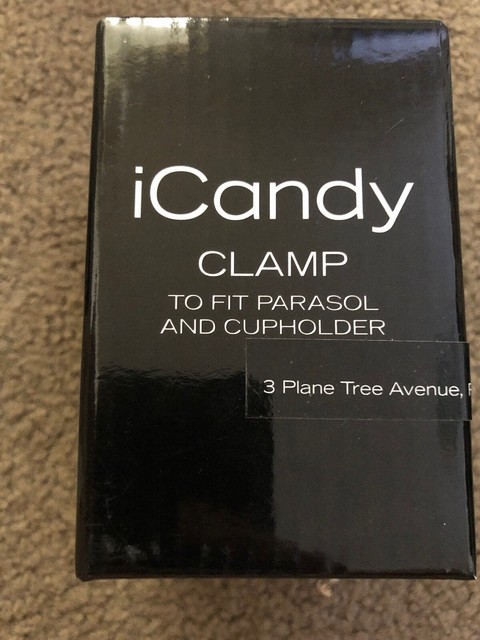 iCandy
CLAMP
TO FIT PARASOL
AND CUPHOLDER
3 Plane Tree Avenue,